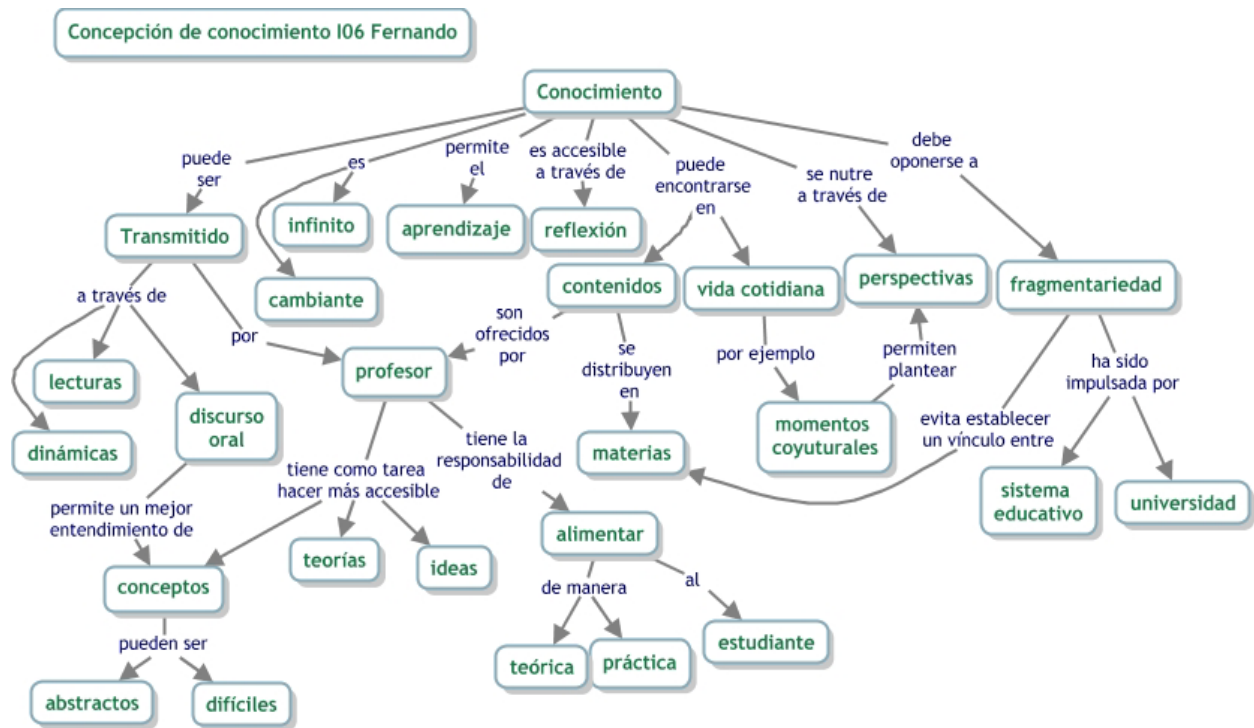 Concepción de conocimiento I06 Fernando
Conocimiento
puede
ser
es
permite
el
es accesible
a través de
puede
encontrarse
en
se nutre
a través de
debe
oponerse a
Transmitido
infinito
cambiante
aprendizaje
reflexión
contenidos
vida cotidiana
perspectivas
fragmentariedad
a través de
por
son
ofrecidos
por
se
distribuyen
en
por ejemplo
permiten
plantear
ha sido
impulsada por
evita establecer
un vínculo entre
lecturas
dinámicas
discurso
oral
profesor
materias
momentos
coyuturales
sistema
educativo
universidad
permite un mejor
entendimiento de
tiene como tarea
hacer más accesible
tiene la
responsabilidad
de
conceptos
teorías
ideas
alimentar
pueden ser
de manera
al
abstractos
difíciles
teórica
práctica
estudiante